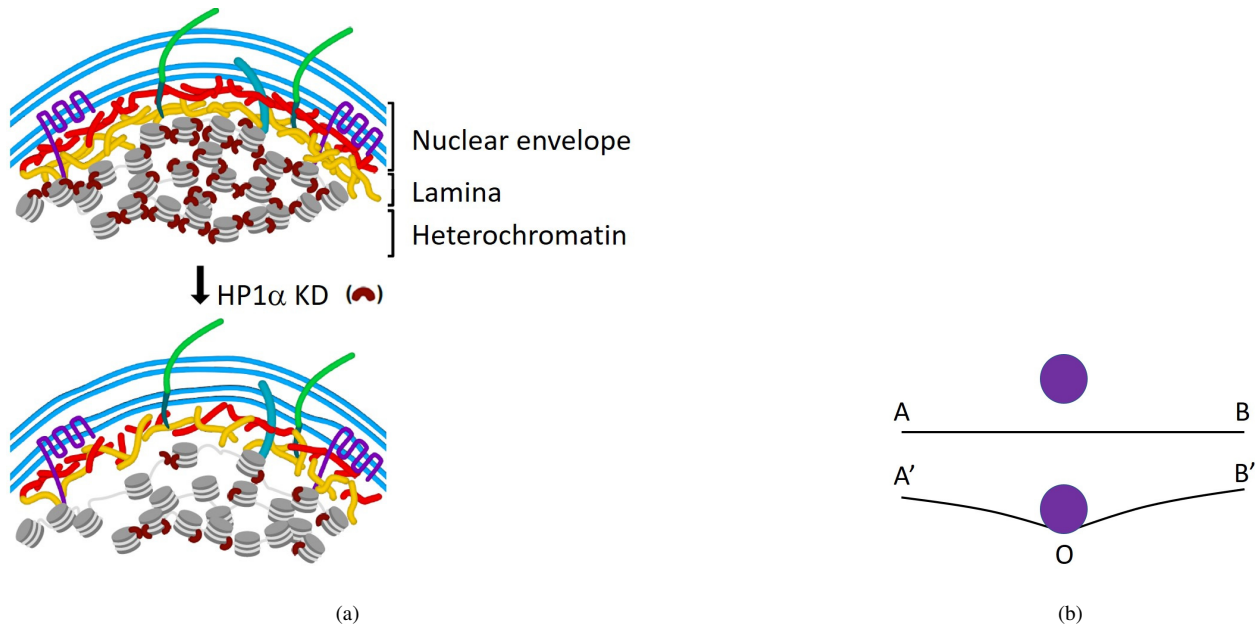 Nuclear envelope
Lamina
Heterochromatin
HP1α KD ( )
A B
A’ B’
O
(a) (b)